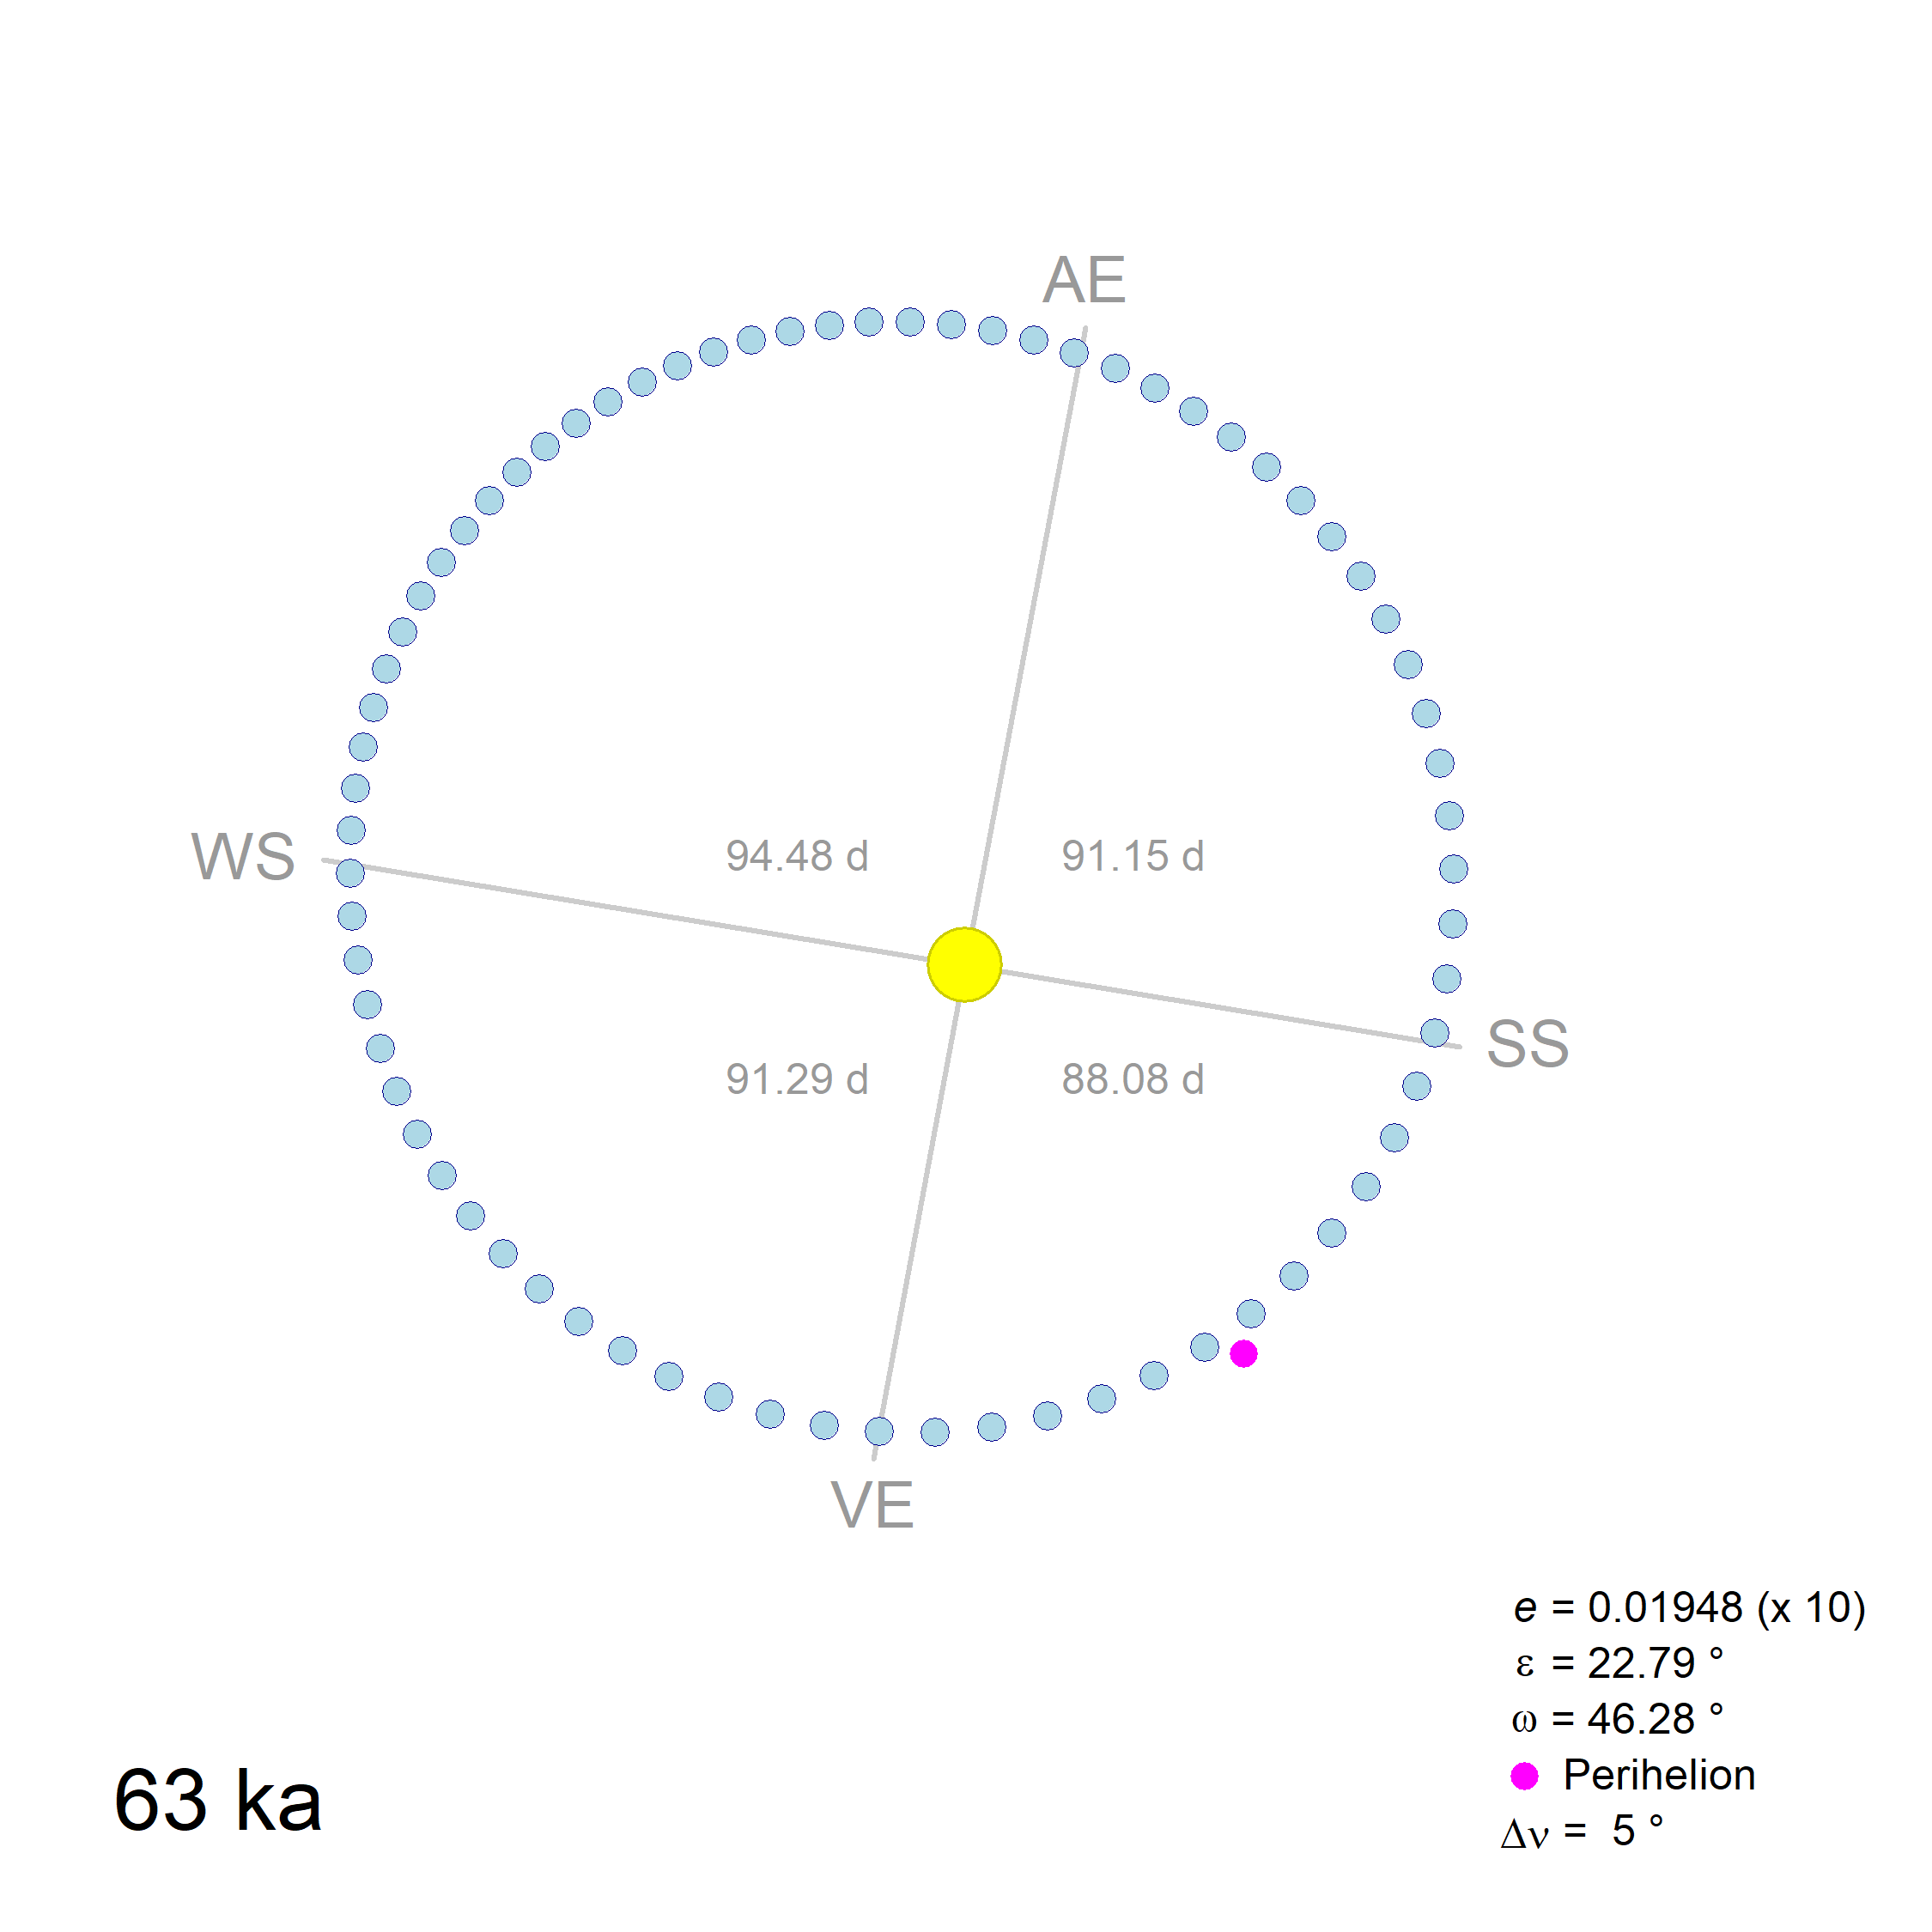 AE
WS
94.48 d
91.15 d
SS
91.29 d
88.08 d
VE
e = 0.01948 (x 10)
ε = 22.79 °
ω = 46.28 °
Perihelion
Δν = 5 °
63 ka